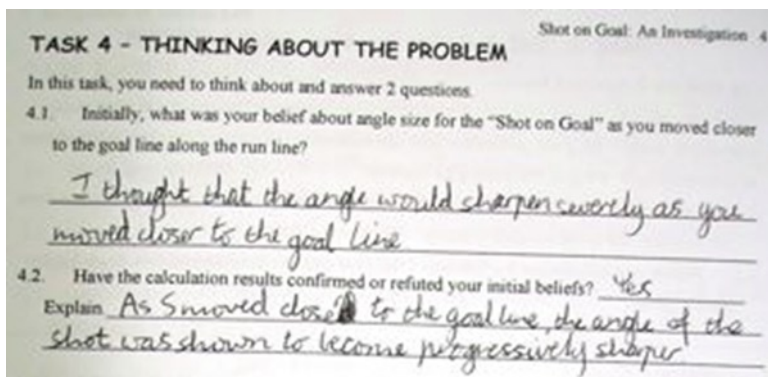 Shot on Goal: An Investigation 4
TASK 4 - THINKING ABOUT THE PROBLEM
In this task, you need to think about and answer 2 questions.
4.1. Initially, what was your belief about angle size for the "Shot on Goal" as you moved closer
to the goal line along the run line?
I thought that the angle would sharpen severely as you
moved closer to the goal line
4.2. Have the calculation results confirmed or refuted your initial beliefs? Yes
Explain As S moved closer to the goal line, the angle of the
shot was shown to become progressively sharper